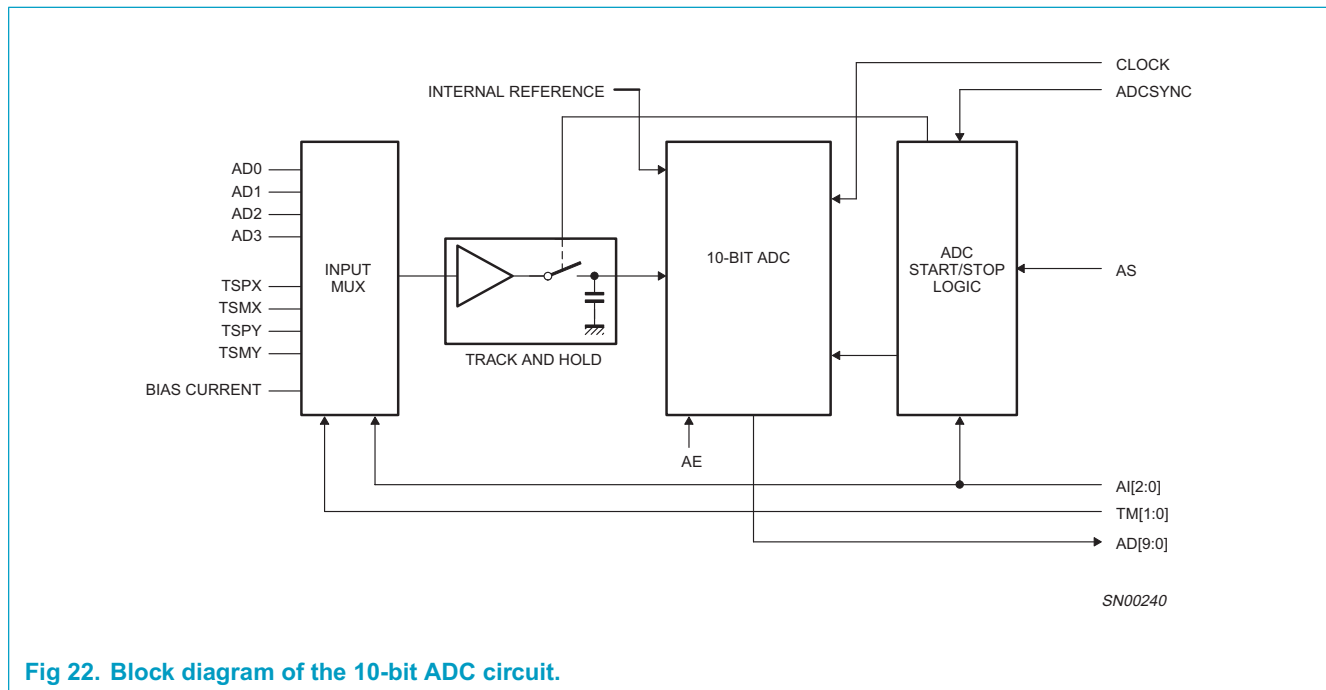 CLOCK
INTERNAL REFERENCE
ADCSYNC
AD0
AD1
AD2
AD3
TSPX
TSMX
TSPY
TSMY
BIAS CURRENT
INPUT
MUX
TRACK AND HOLD
10-BIT ADC
ADC
START/STOP
LOGIC
AS
AE
AI[2:0]
TM[1:0]
AD[9:0]
SN00240
Fig 22. Block diagram of the 10-bit ADC circuit.